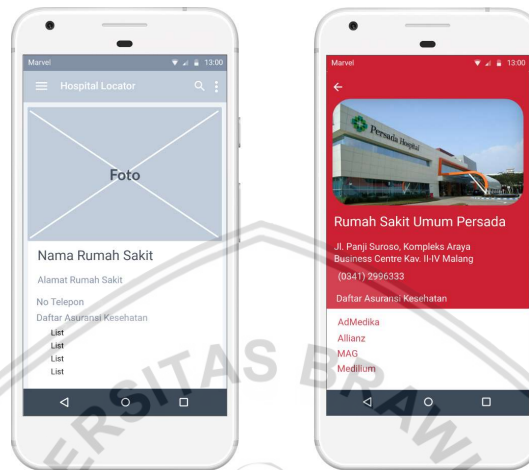 Marvel
13:00
Hospital Locator
Foto
Nama Rumah Sakit
Alamat Rumah Sakit
No Telepon
Daftar Asuransi Kesehatan
List
List
List
List
Marvel
13:00
Persada Hospital
Rumah Sakit Umum Persada
Jl. Panji Suroso, Kompleks Araya
Business Centre Kav. II-IV Malang
(0341) 2996333
Daftar Asuransi Kesehatan
AdMedika
Allianz
MAG
Medilium
ERSITAS BRAW